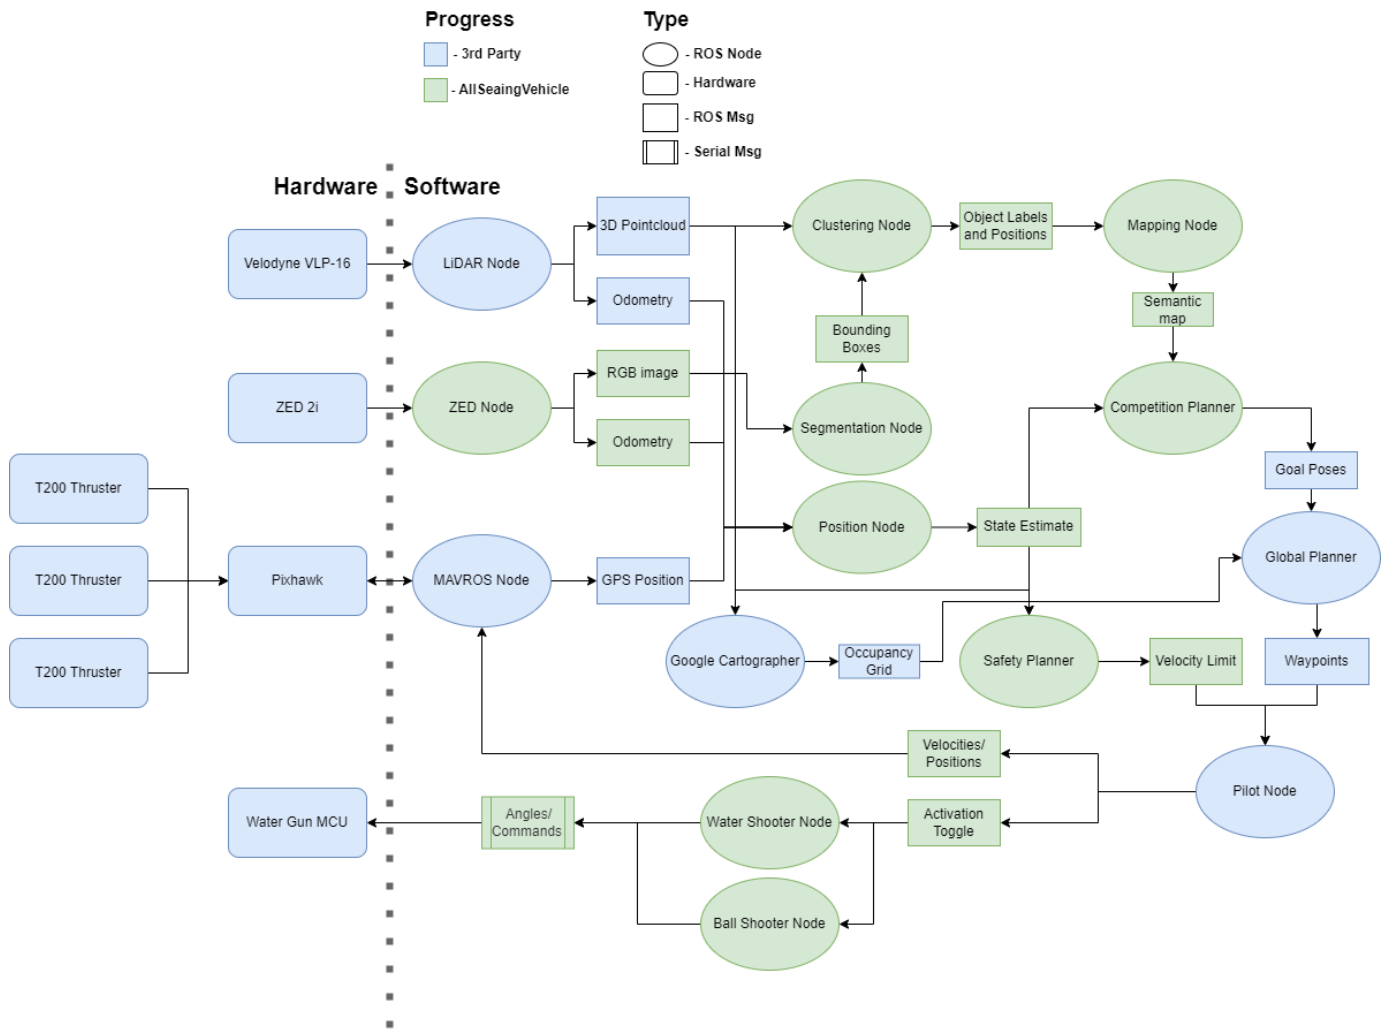 Progress
- 3rd Party
- AllSeaingVehicle
Type
- ROS Node
- Hardware
- ROS Msg
- Serial Msg
Hardware
Software
Velodyne VLP-16
LiDAR Node
3D Pointcloud
Odometry
Clustering Node
Object Labels
and Positions
Mapping Node
Semantic
map
Bounding
Boxes
ZED 2i
ZED Node
RGB image
Odometry
Segmentation Node
Competition Planner
Goal Poses
T200 Thruster
T200 Thruster
T200 Thruster
Pixhawk
MAVROS Node
GPS Position
Position Node
State Estimate
Global Planner
Google Cartographer
Occupancy
Grid
Safety Planner
Velocity Limit
Waypoints
Velocities/
Positions
Pilot Node
Water Gun MCU
Angles/
Commands
Water Shooter Node
Activation
Toggle
Ball Shooter Node